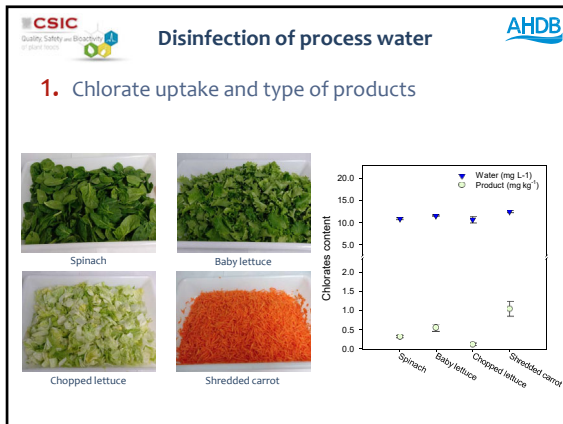 CSIC
Quality, Safety and Bioactivity
of plant foods
Disinfection of process water
AHDB
1. Chlorate uptake and type of products
Spinach
Baby lettuce
Chopped lettuce
Shredded carrot
Water (mg L-1)
Product (mg kg-1)
Chlorates content
20.0
15.0
10.0
5.0
2.0
1.5
1.0
0.5
0.0
Spinach
Baby lettuce
Chopped lettuce
Shredded carrot